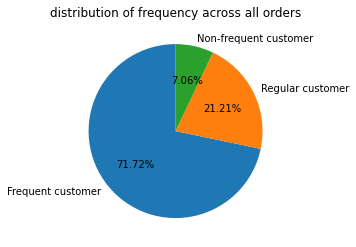 distribution of frequency across all orders
Non-frequent customer
7.06%
Regular customer
21.21%
71.72%
Frequent customer